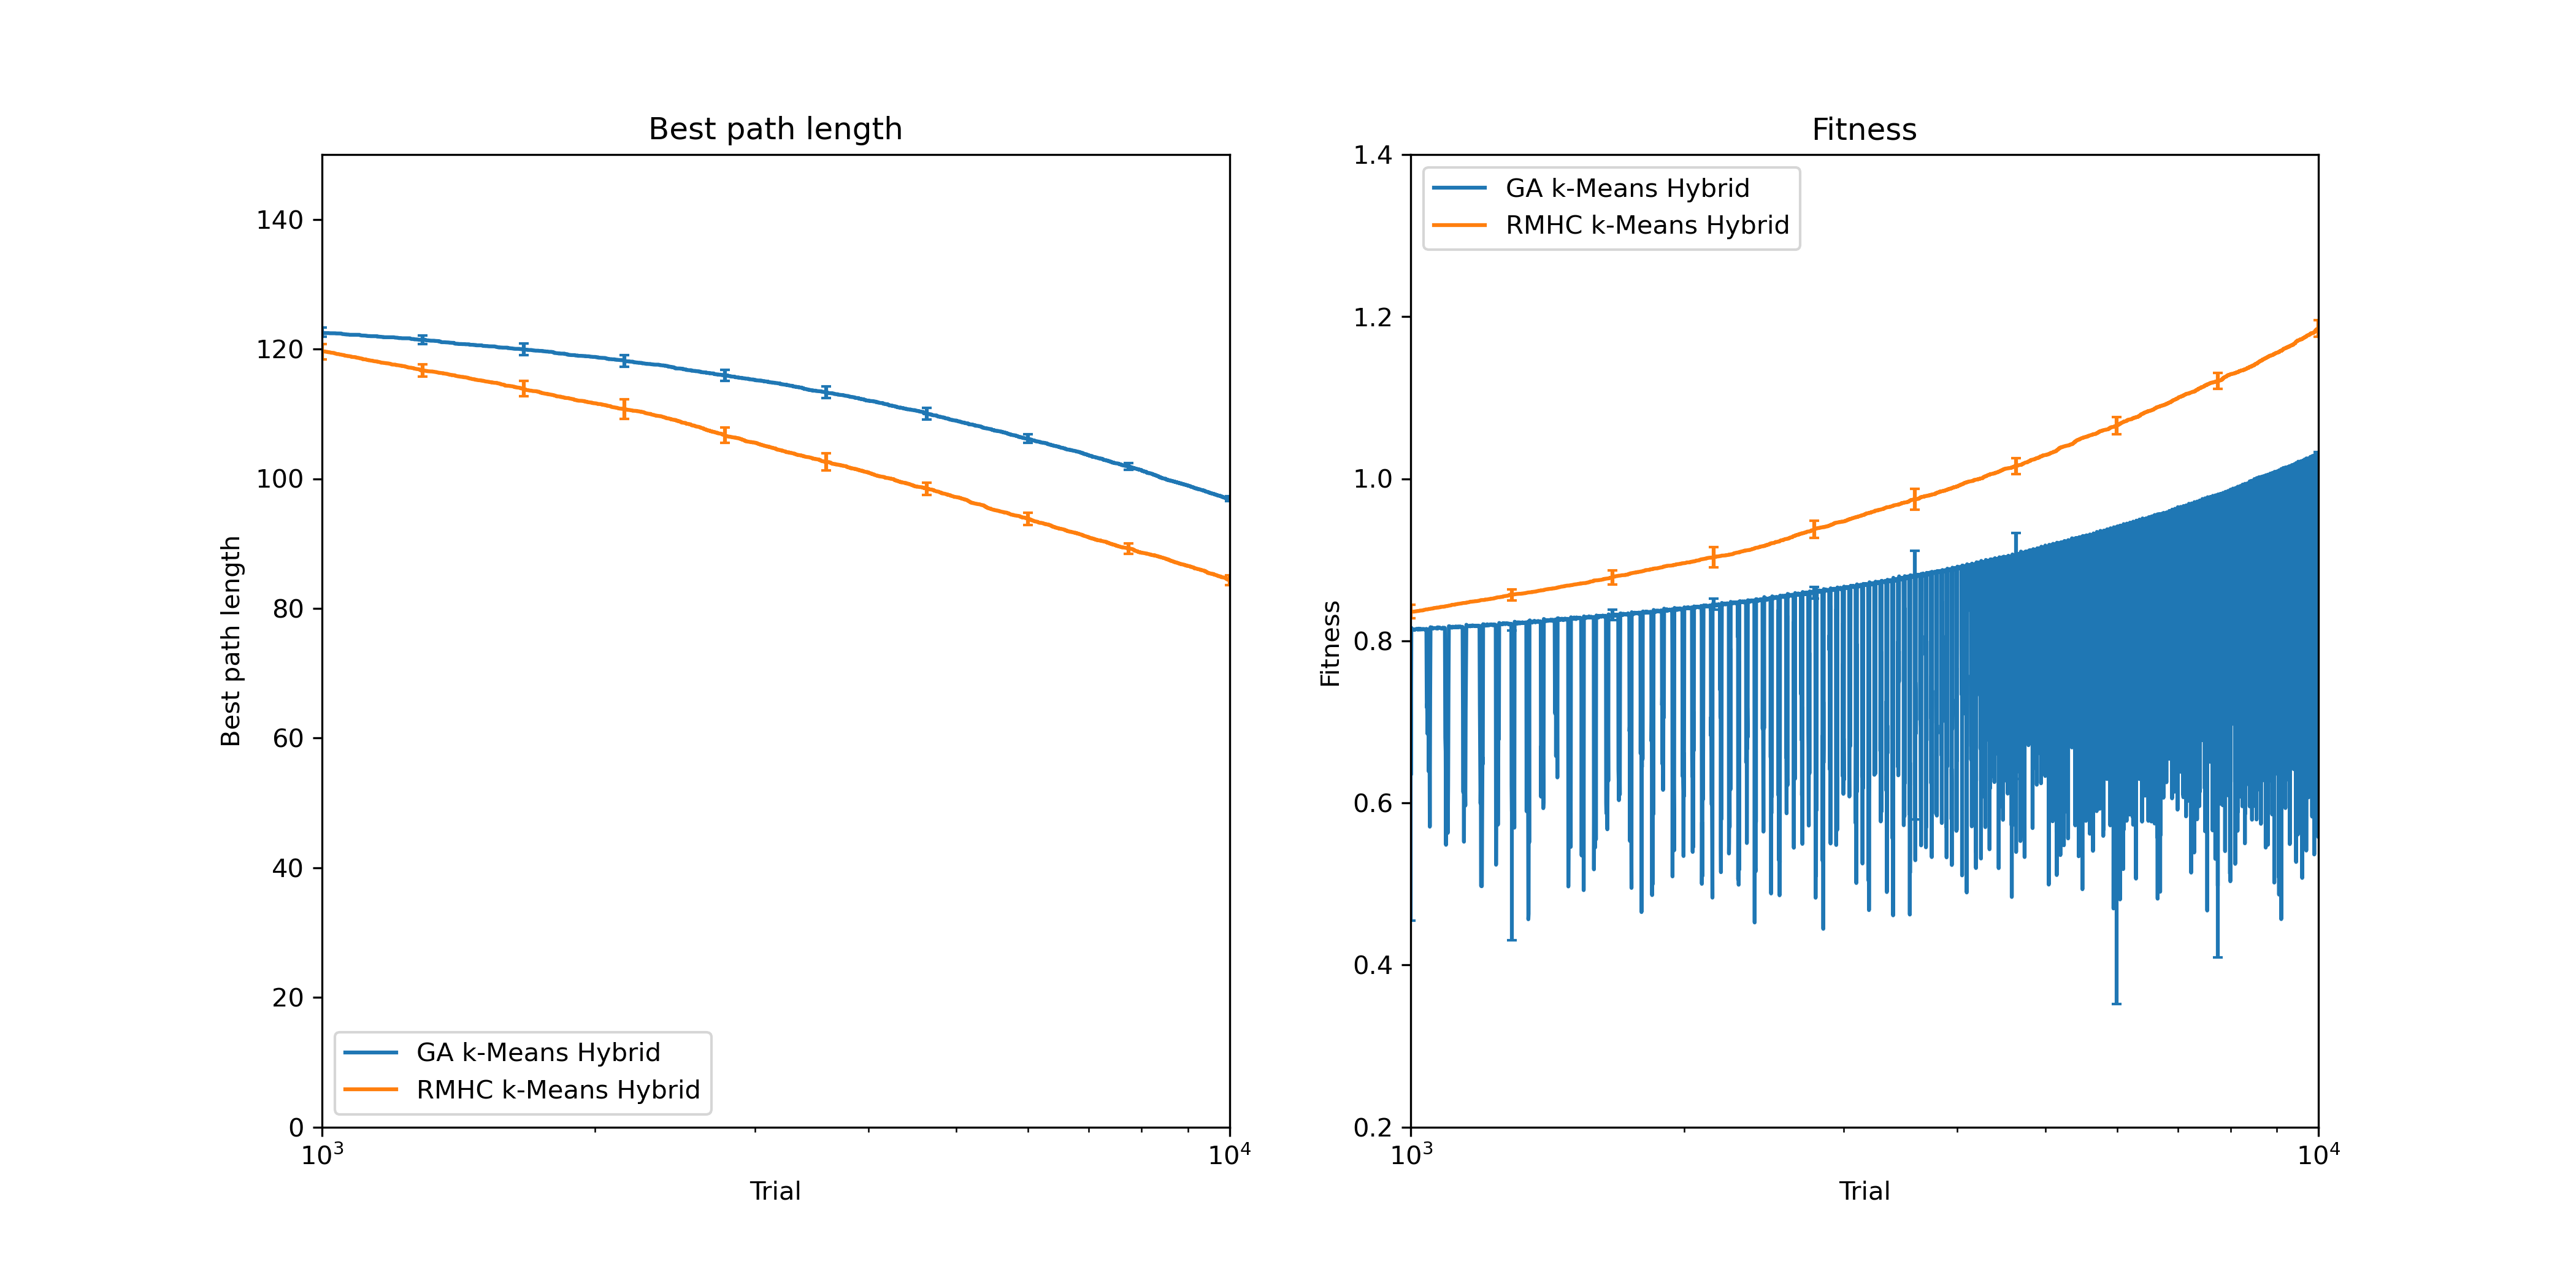 Best path length
140
120
100
80
60
40
20
0
Best path length
GA k-Means Hybrid
RMHC k-Means Hybrid
10³
10⁴
Trial
Fitness
1.4
1.2
1.0
0.8
0.6
0.4
0.2
Fitness
GA k-Means Hybrid
RMHC k-Means Hybrid
10³
10⁴
Trial